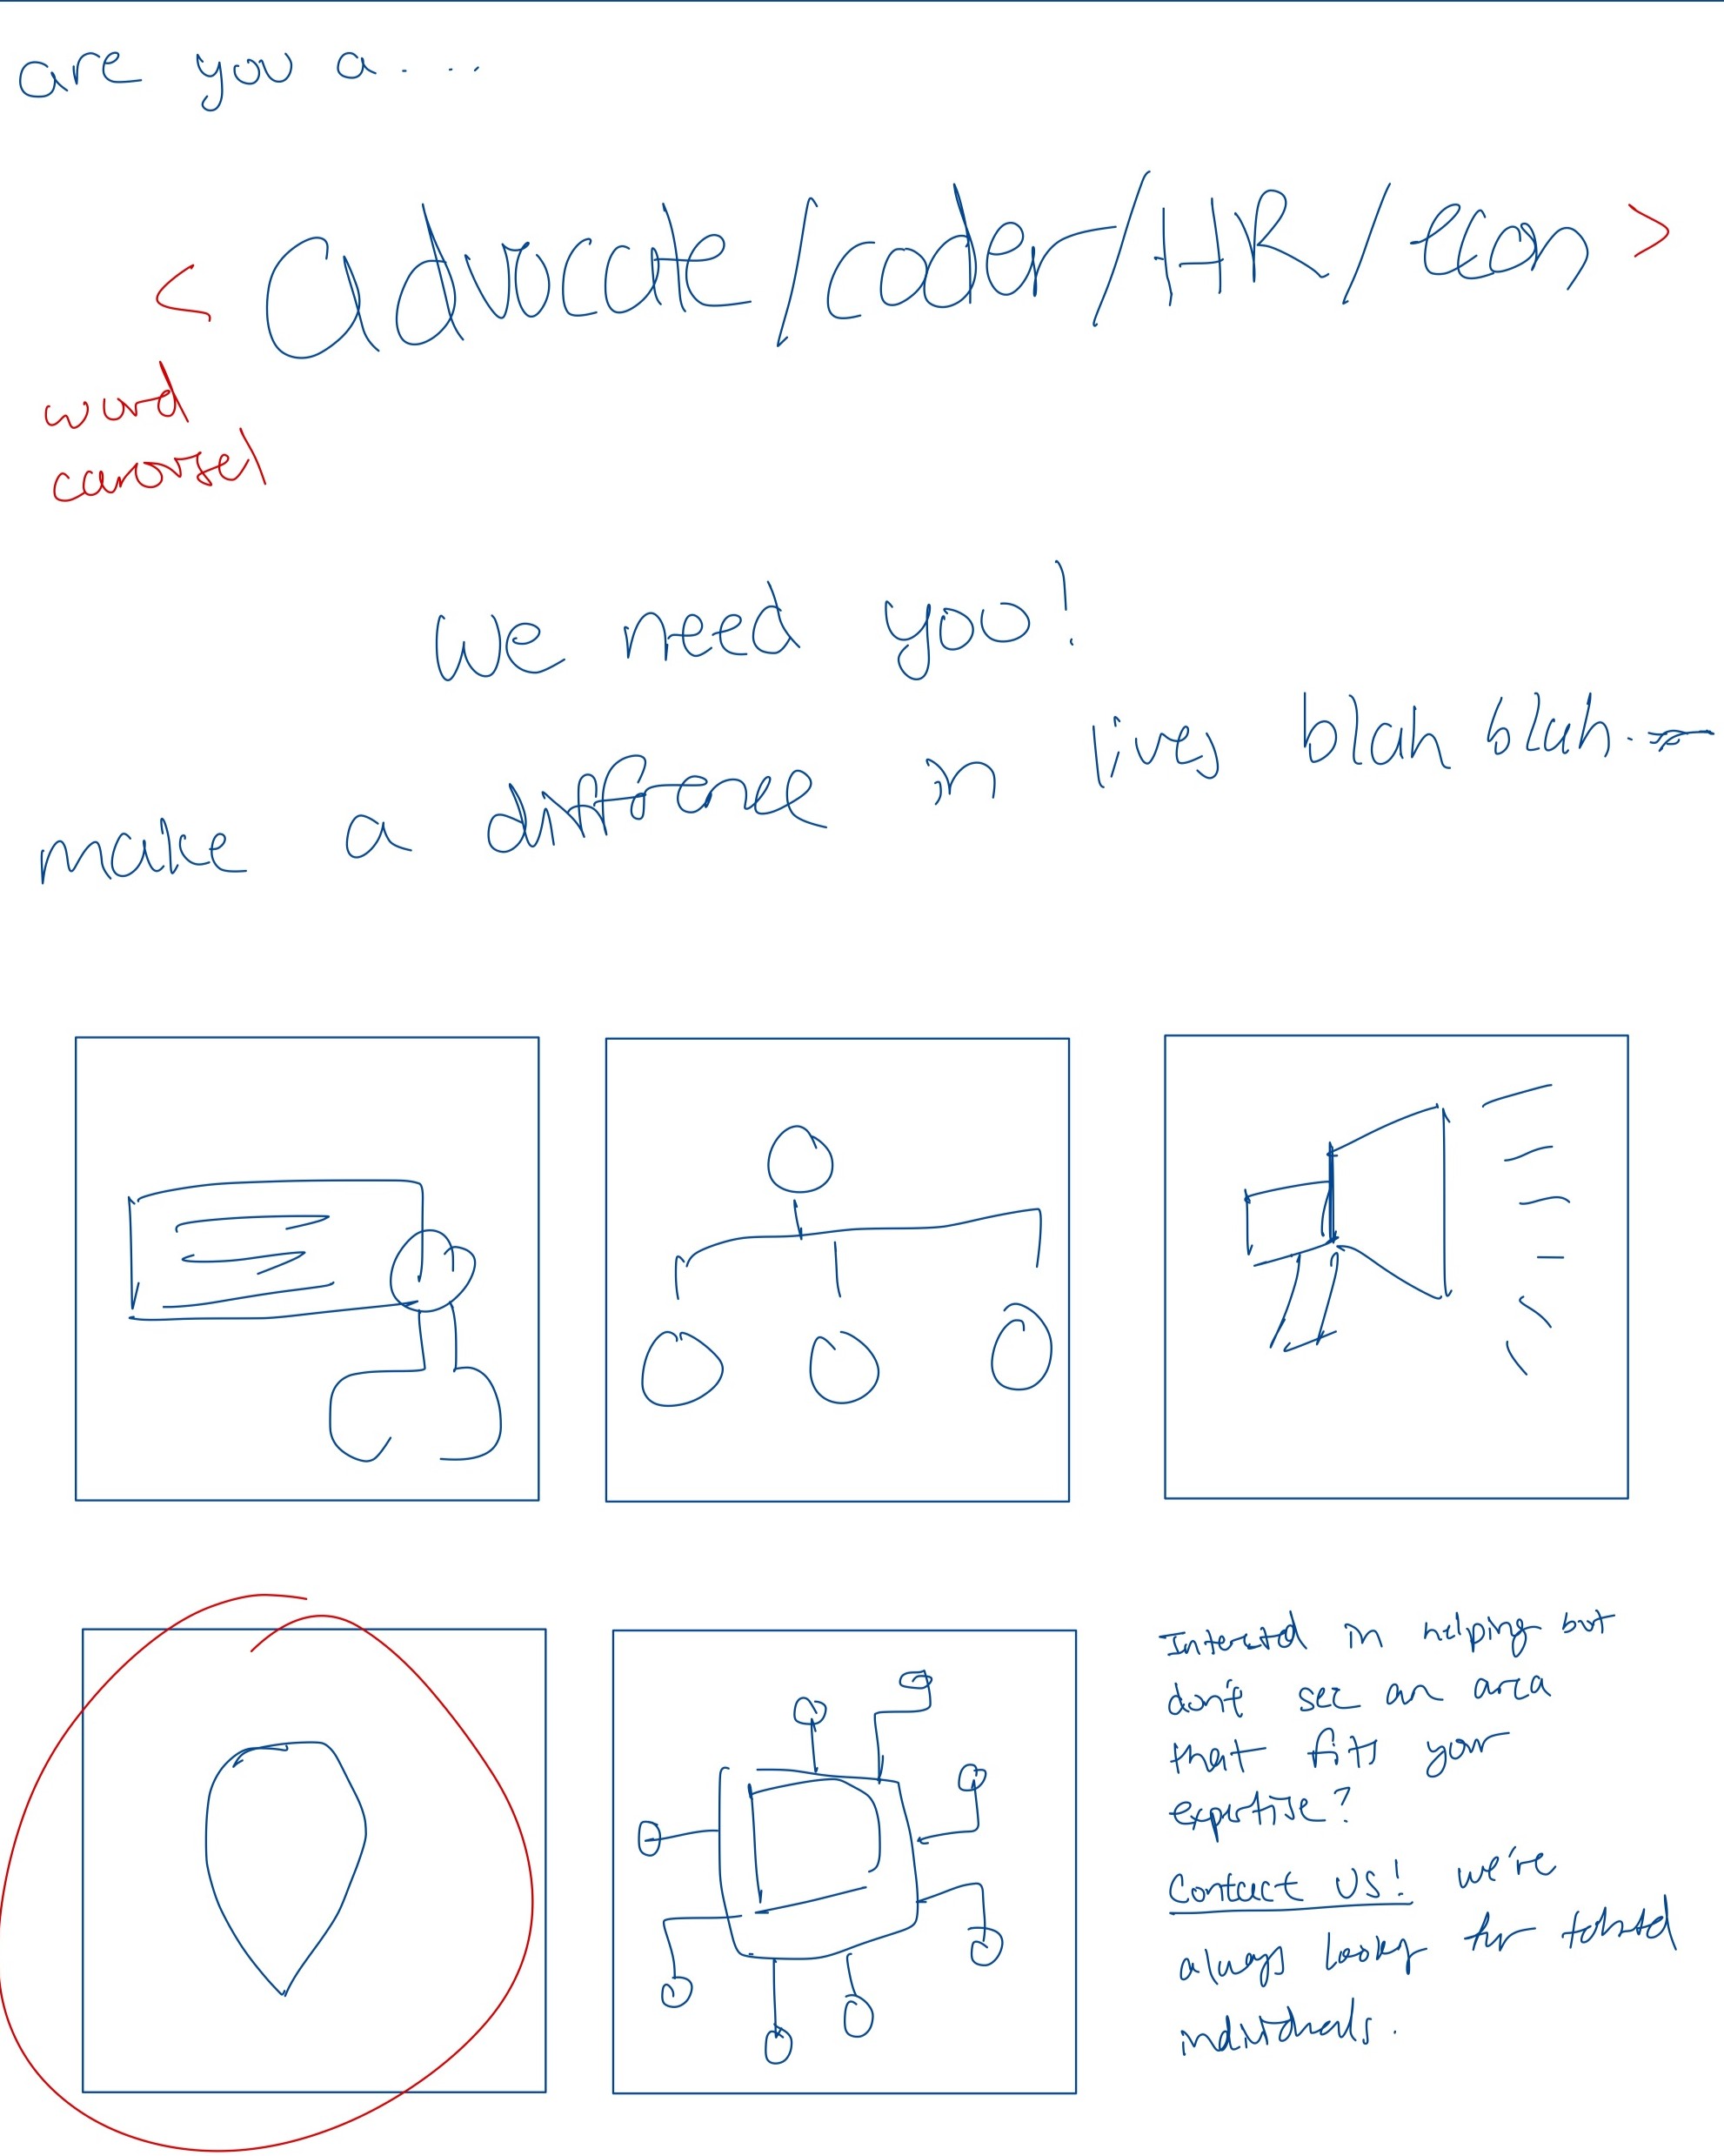 are you a....
< advocate/coder/HR/econ >
word
carousel
We need you!
make a difference in lives blah blah..
Interested in helping but
don't see an area
that fits your
expertise?
contact us! we're
always looking for talented
individuals.